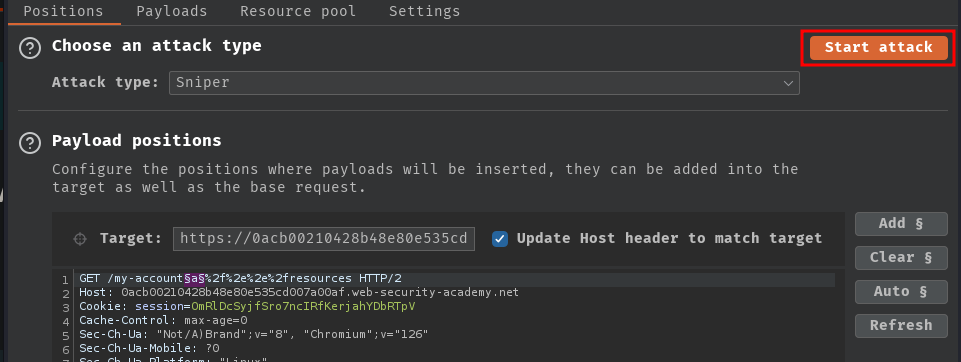 Positions Payloads Resource pool Settings
Choose an attack type
Start attack
Attack type: Sniper
Payload positions
Configure the positions where payloads will be inserted, they can be added into the
target as well as the base request.
Target: https://0acb00210428b48e80e535cd
Update Host header to match target
Add §
Clear §
Auto §
Refresh
1 GET /my-account§a§%2f%2e%2e%2fresources HTTP/2
2 Host: 0acb00210428b48e80e535cd007a00af.web-security-academy.net
3 Cookie: session=OmRlDcSyjfSro7ncIRfKerjahYDbRTpV
4 Cache-Control: max-age=0
5 Sec-Ch-Ua: "Not/A)Brand";v="8", "Chromium";v="126"
6 Sec-Ch-Ua-Mobile: ?0
7 Sec-Ch-Ua-Platform: "Linux"